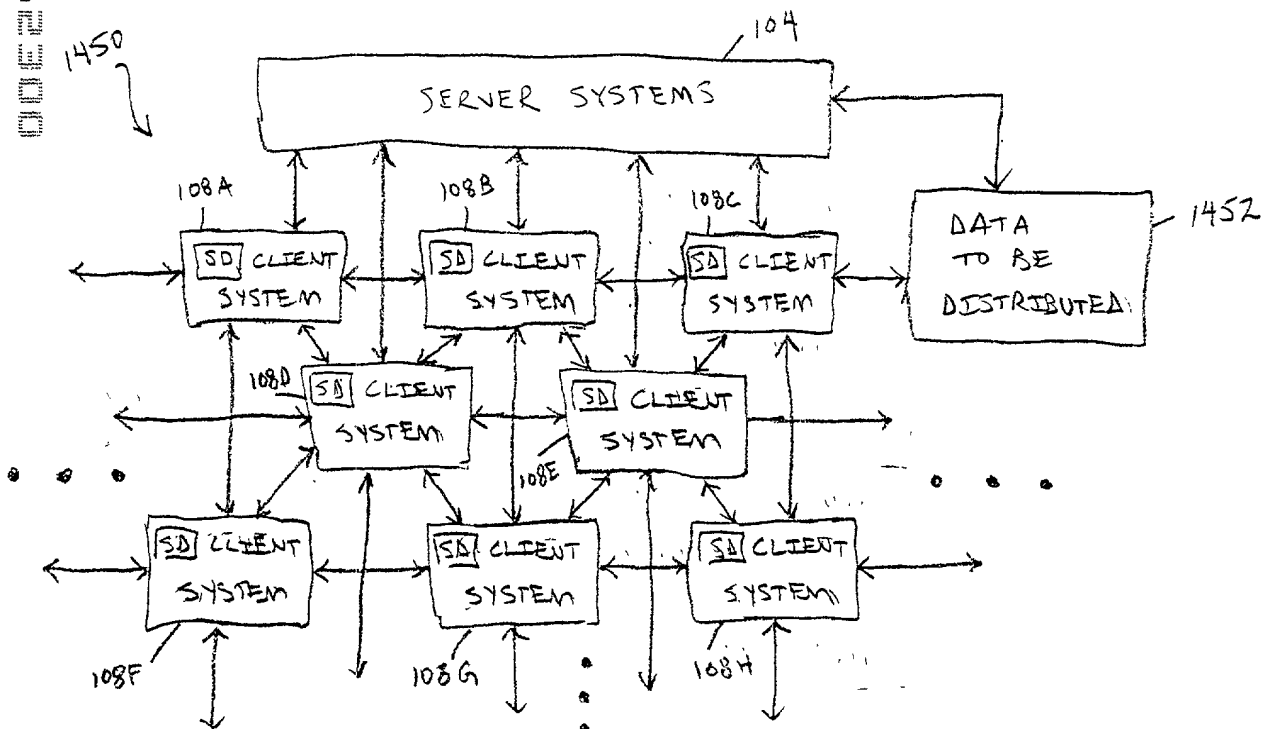 02300
1450
104
SERVER SYSTEMS
108A
108B
108C
1452
SD CLIENT
SYSTEM
SD CLIENT
SYSTEM
SD CLIENT
SYSTEM
DATA
TO BE
DISTRIBUTED
108D
SD CLIENT
SYSTEM
SD CLIENT
SYSTEM
108E
SD CLIENT
SYSTEM
SD CLIENT
SYSTEM
SD CLIENT
SYSTEM
108F
108G
108H